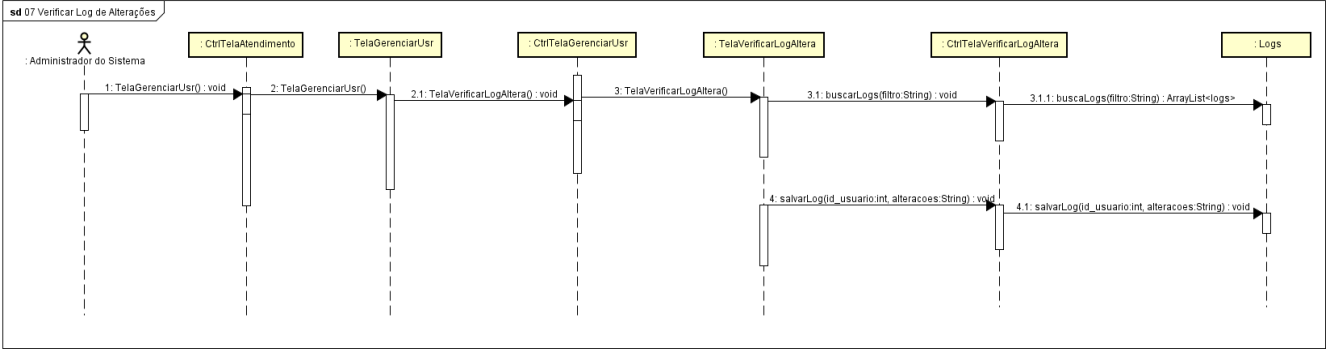 sd 07 Verificar Log de Alterações
: Administrador do Sistema
: CtrlTelaAtendimento
: TelaGerenciarUsr
: CtrlTelaGerenciarUsr
: TelaVerificarLogAltera
: CtrlTelaVerificarLogAltera
: Logs
1: TelaGerenciarUsr() : void
2: TelaGerenciarUsr()
2.1: TelaVerificarLogAltera() : void
3: TelaVerificarLogAltera()
3.1: buscarLogs(filtro:String) : void
3.1.1: buscaLogs(filtro:String) : ArrayList<logs>
4: salvarLog(id_usuario:int, alteracoes:String) : void
4.1: salvarLog(id_usuario:int, alteracoes:String) : void